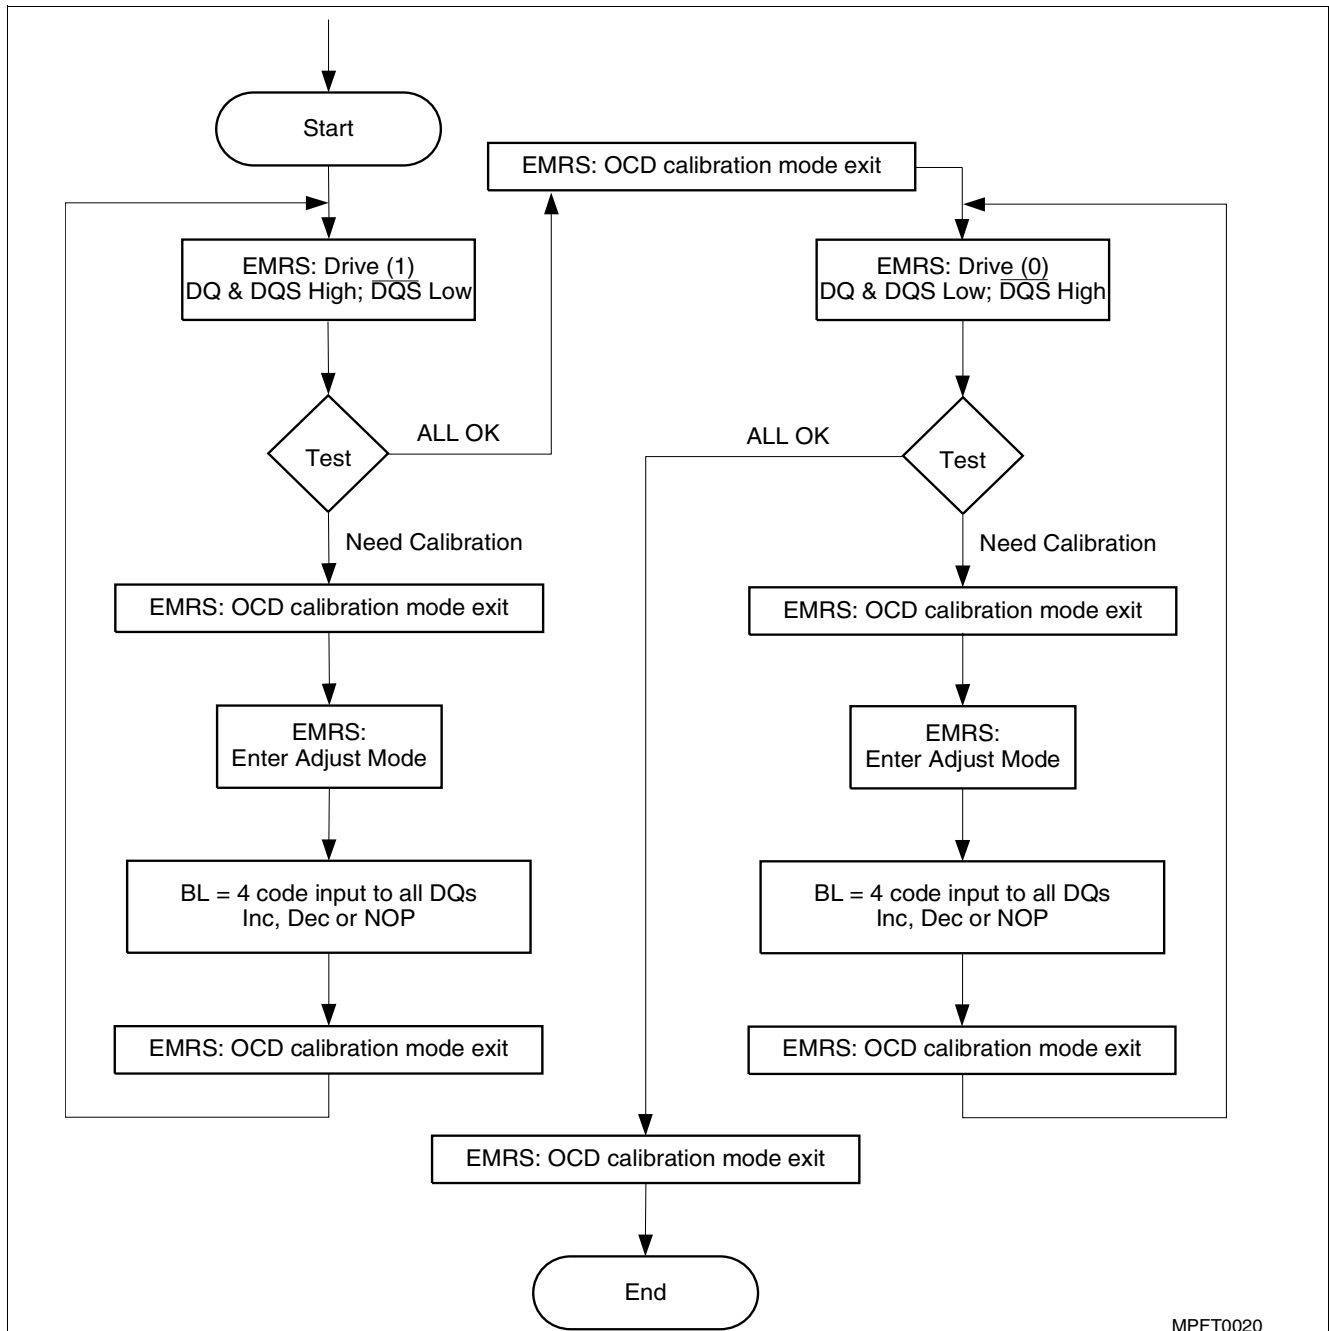 Start
EMRS: Drive (1)
DQ & DQS High; D̅Q̅S̅ Low
Test
ALL OK
Need Calibration
EMRS: OCD calibration mode exit
EMRS:
Enter Adjust Mode
BL = 4 code input to all DQs
Inc, Dec or NOP
EMRS: OCD calibration mode exit
EMRS: OCD calibration mode exit
EMRS: Drive (0)
DQ & DQS Low; D̅Q̅S̅ High
Test
ALL OK
Need Calibration
EMRS: OCD calibration mode exit
EMRS:
Enter Adjust Mode
BL = 4 code input to all DQs
Inc, Dec or NOP
EMRS: OCD calibration mode exit
EMRS: OCD calibration mode exit
End
MPFT0020